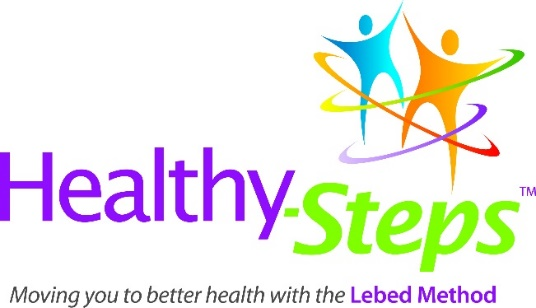 Healthy-Steps™
Moving you to better health with the Lebed Method